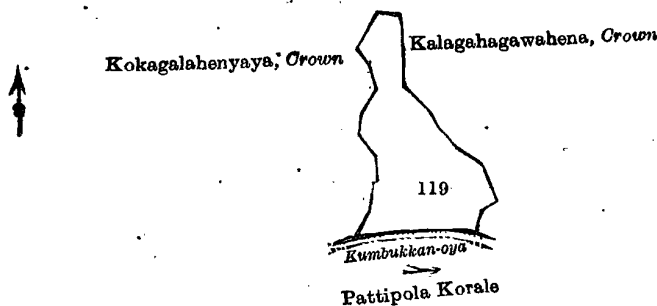 Kokagalahenyaya, Crown
Kalagahagawahena, Crown
119
Kumbukkan-oya
Pattipola Korale